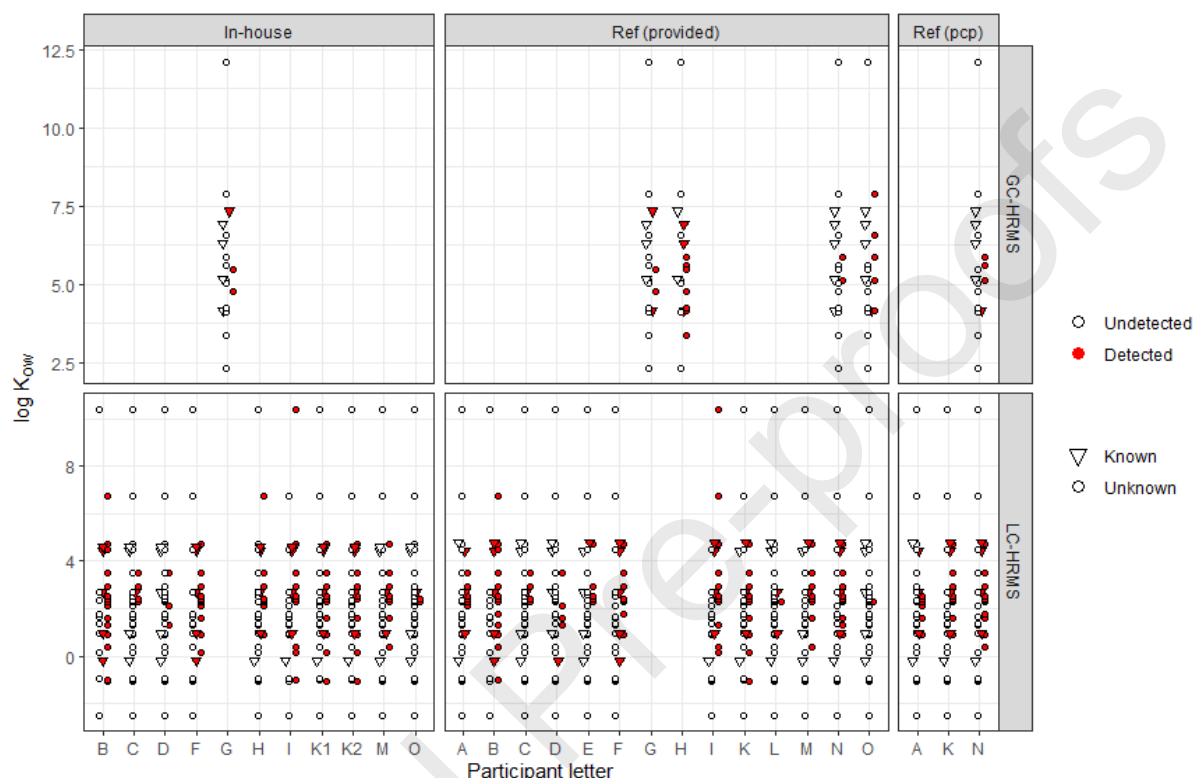 In-house Ref (provided) Ref (pcp)
12.5
10.0
7.5
5.0
2.5
GC-HRMS
8
4
0
LC-HRMS
log Kow
B C D F G H I K1 K2 M O A B C D E F G H I K L M N O A K N
Participant letter
Undetected
Detected
Known
Unknown
l Pre-proofs